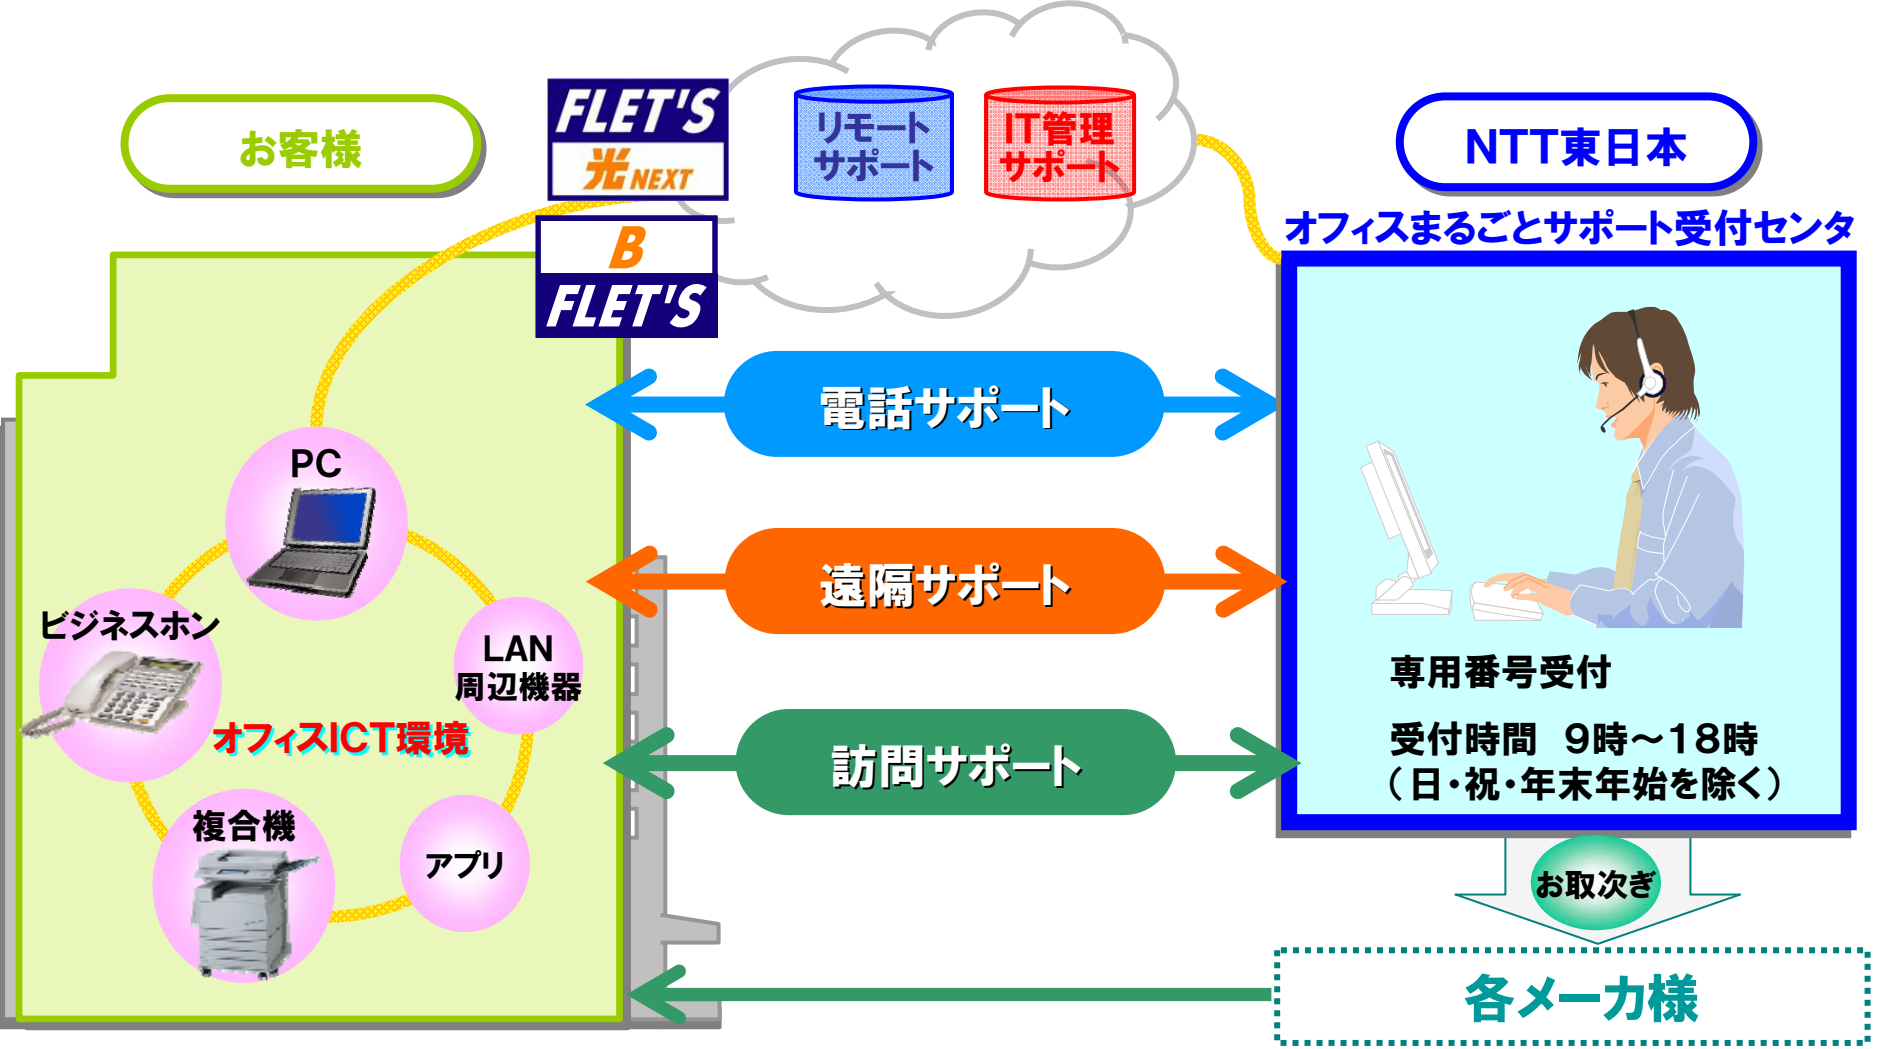 お客様
FLET'S
光NEXT
B
FLET'S
リモート
サポート
IT管理
サポート
NTT東日本
オフィスまるごとサポート受付センタ
電話サポート
遠隔サポート
訪問サポート
PC
ビジネスホン
LAN
周辺機器
オフィスICT環境
複合機
アプリ
専用番号受付
受付時間　９時～１８時
（日・祝・年末年始を除く）
お取次ぎ
各メーカ様